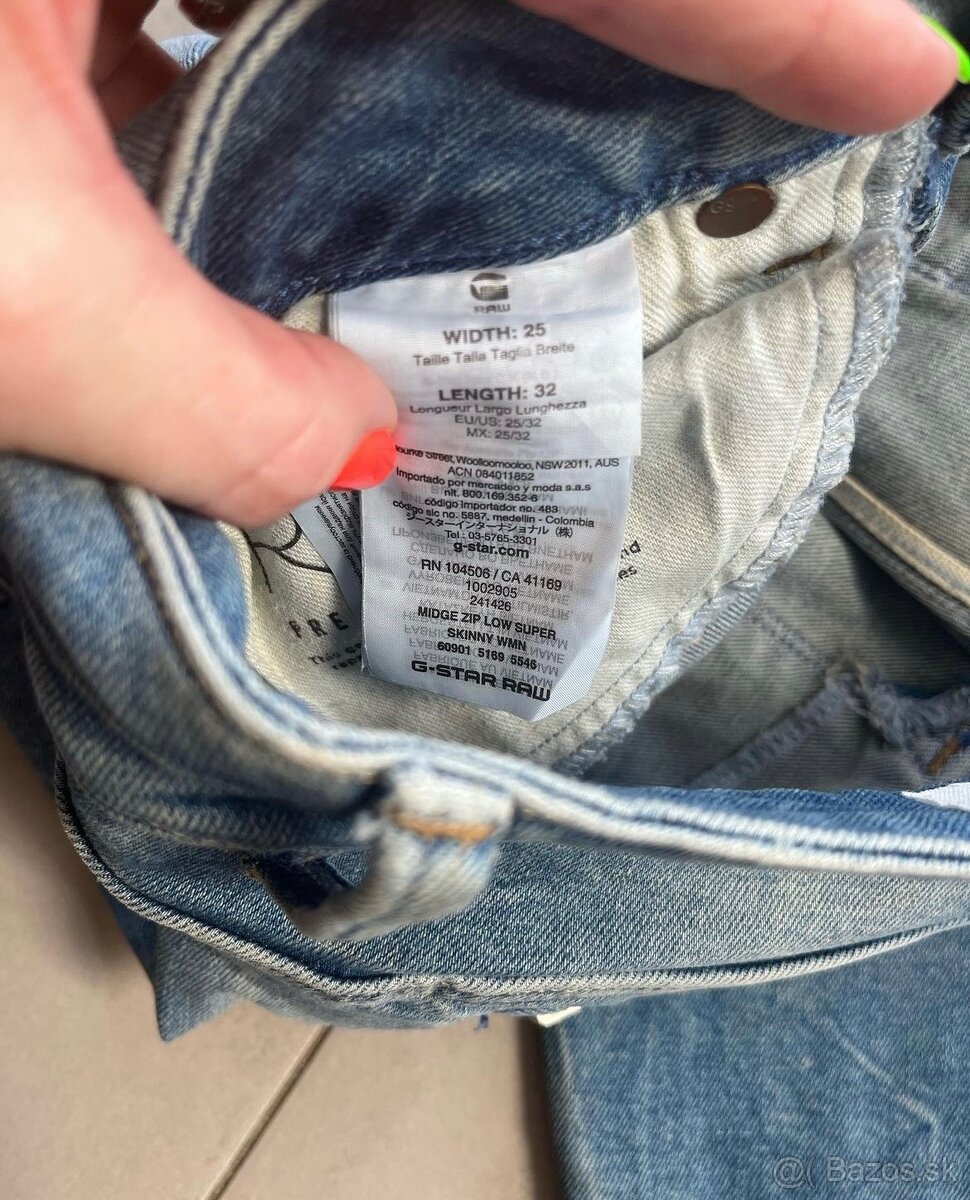 RAW
WIDTH: 25
Taille Talla Taglia Breite
LENGTH: 32
Longueur Largo Lunghezza
EU/US: 25/32
MX: 25/32
Street, Woolloomooloo, NSW2011, AUS
ACN 084011852
Importado por mercadeo y moda s.a.s
nit. 800.169.352-8
código importador no. 483
código sic no. 5887, medellin - Colombia
ジースターインターナショナル (株)
Tel : 03-5765-3301
g-star.com
RN 104506 / CA 41169
1002905
241426
MIDGE ZIP LOW SUPER
SKINNY WMN
60901 5169 5546
G-STAR RAW
PRE
@ Bazos.sk